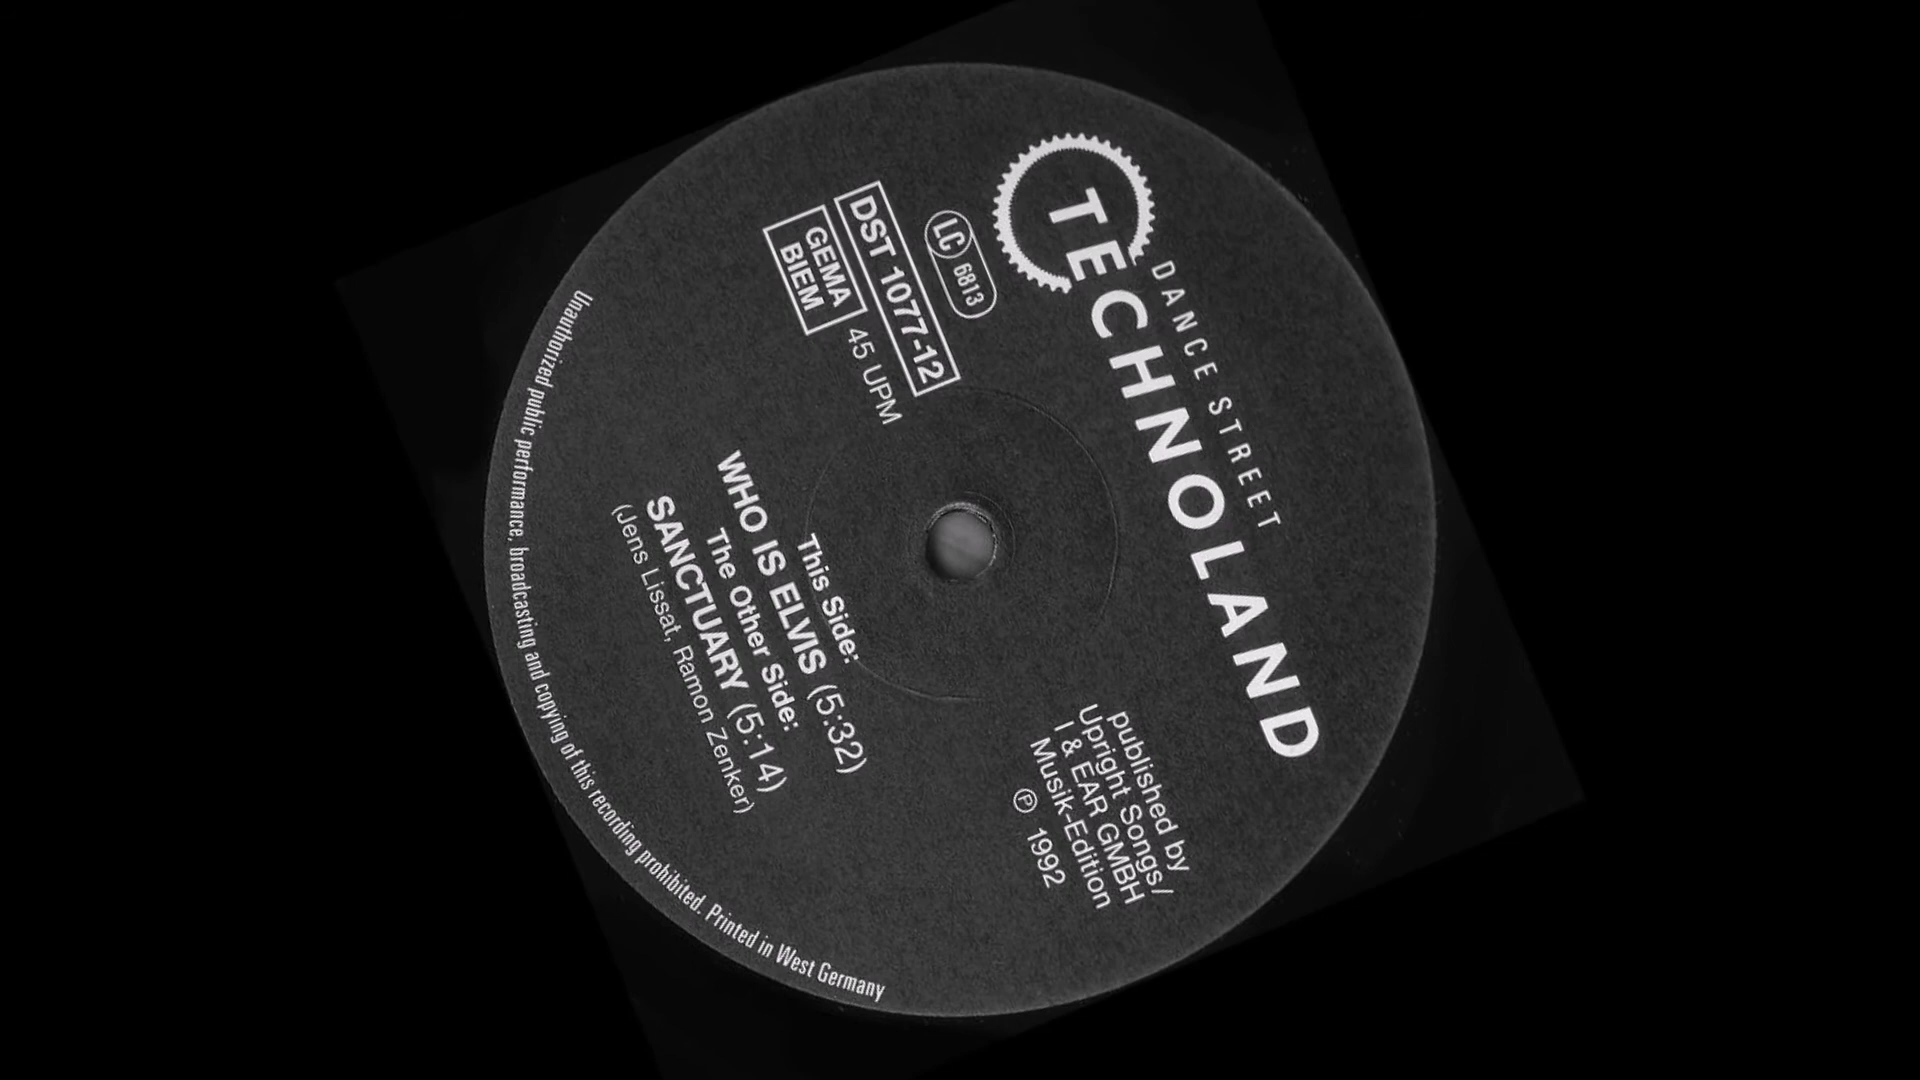 DANCE STREET
TECHNOLAND
LC 6813
DST 1077-12
GEMA
BIEM
45 UPM
published by
Upright Songs/
I & EAR GMBH
Musik-Edition
℗ 1992
This Side:
WHO IS ELVIS (5:32)
The Other Side:
SANCTUARY (5:14)
(Jens Lissat, Ramon Zenker)
Unauthorized public performance, broadcasting and copying of this recording prohibited. Printed in West Germany